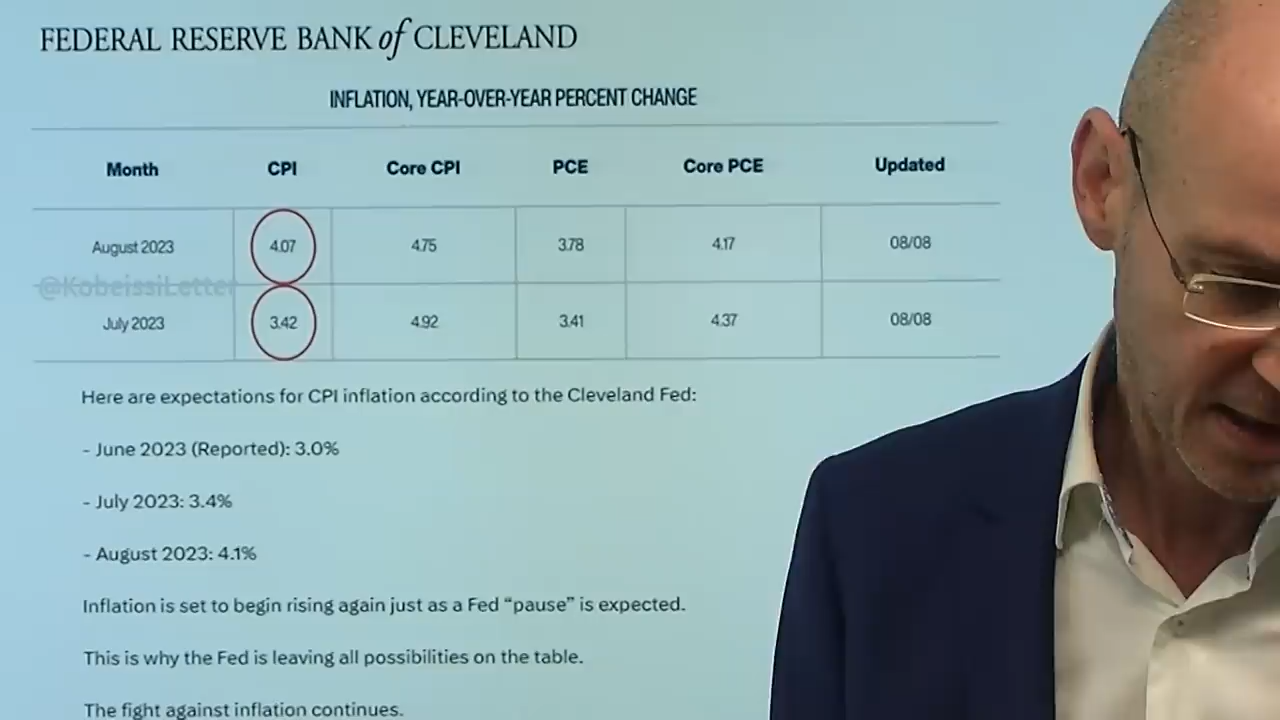 FEDERAL RESERVE BANK of CLEVELAND
INFLATION, YEAR-OVER-YEAR PERCENT CHANGE
Month CPI Core CPI PCE Core PCE Updated
August 2023 4.07 4.75 3.78 4.17 08/08
@KobeissiLetter
July 2023 3.42 4.92 3.41 4.37 08/08
Here are expectations for CPI inflation according to the Cleveland Fed:
- June 2023 (Reported): 3.0%
- July 2023: 3.4%
- August 2023: 4.1%
Inflation is set to begin rising again just as a Fed “pause” is expected.
This is why the Fed is leaving all possibilities on the table.
The fight against inflation continues.